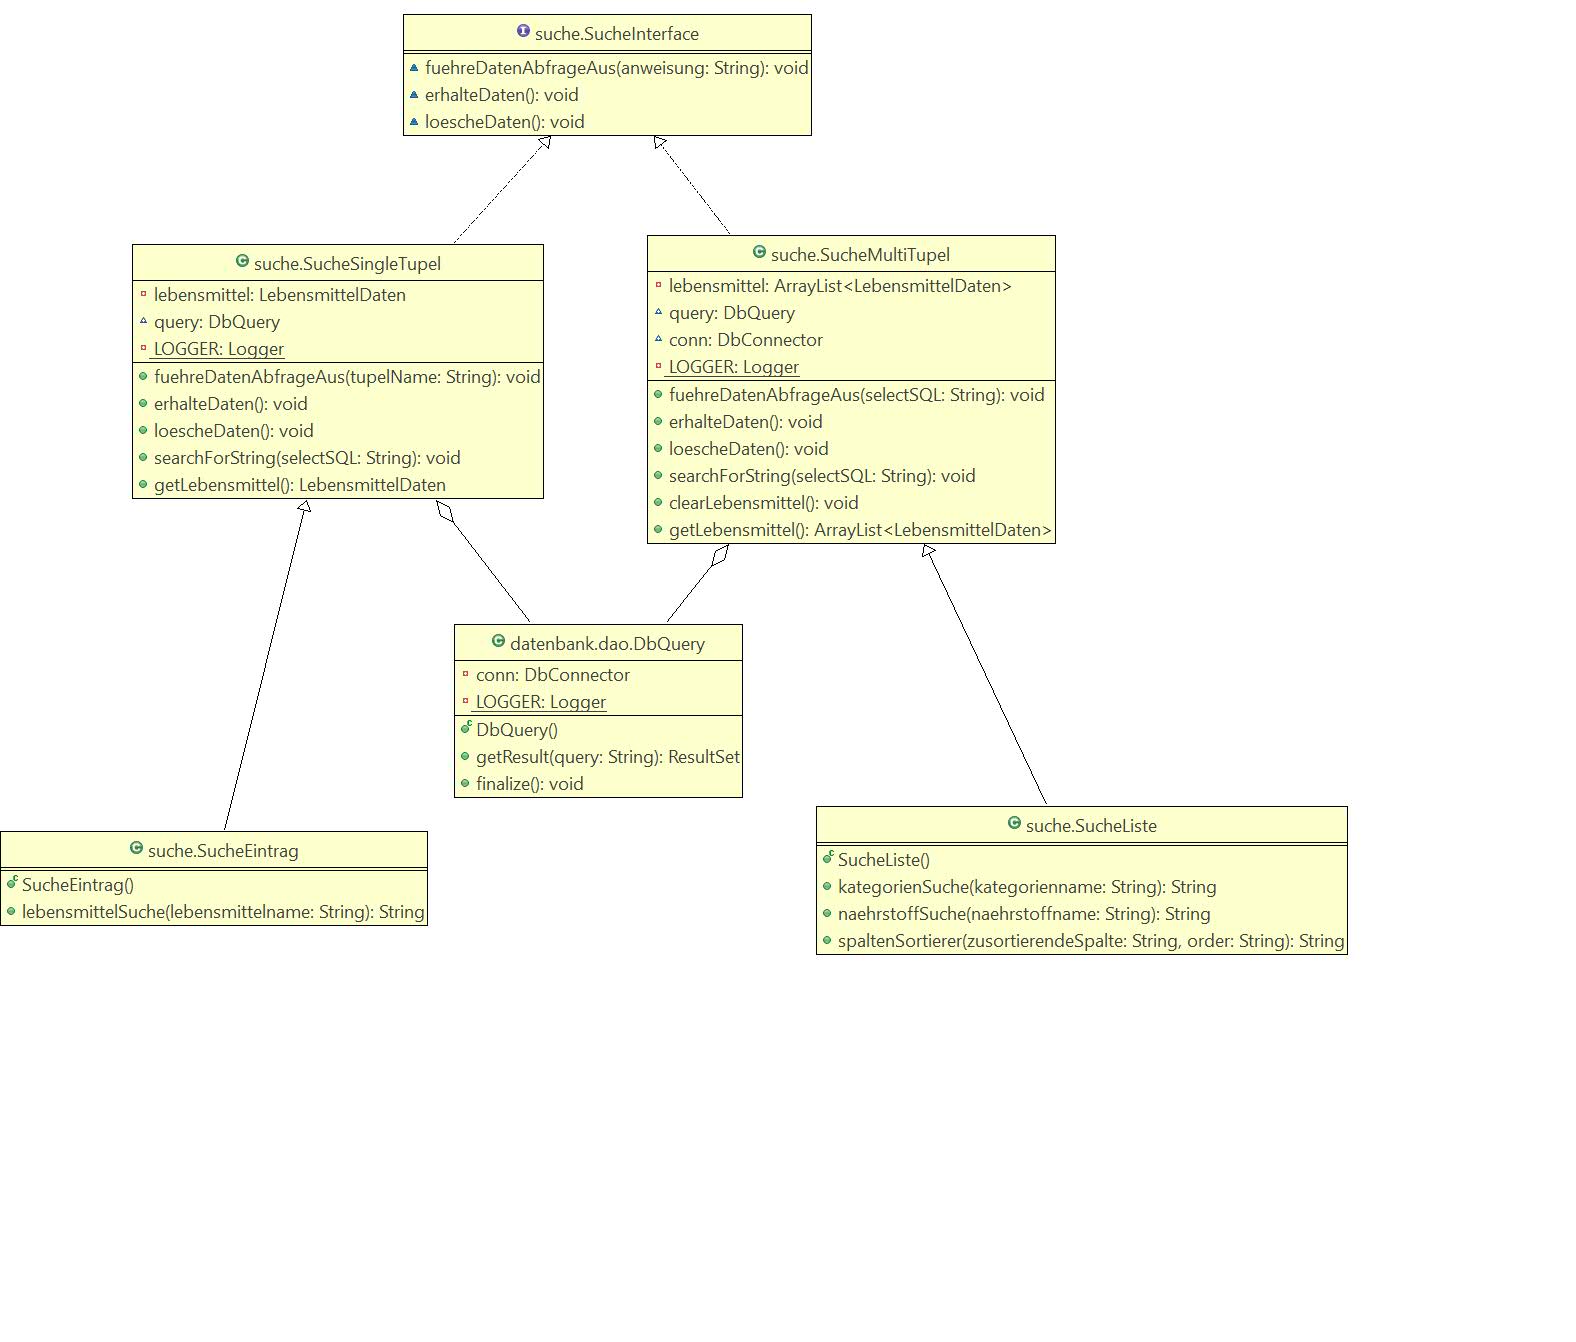 suche.SucheInterface
fuehreDatenAbfrageAus(anweisung: String): void
erhalteDaten(): void
loescheDaten(): void
suche.SucheSingleTupel
lebensmittel: LebensmittelDaten
query: DbQuery
LOGGER: Logger
fuehreDatenAbfrageAus(tupelName: String): void
erhalteDaten(): void
loescheDaten(): void
searchForString(selectSQL: String): void
getLebensmittel(): LebensmittelDaten
suche.SucheMultiTupel
lebensmittel: ArrayList<LebensmittelDaten>
query: DbQuery
conn: DbConnector
LOGGER: Logger
fuehreDatenAbfrageAus(selectSQL: String): void
erhalteDaten(): void
loescheDaten(): void
searchForString(selectSQL: String): void
clearLebensmittel(): void
getLebensmittel(): ArrayList<LebensmittelDaten>
datenbank.dao.DbQuery
conn: DbConnector
LOGGER: Logger
DbQuery()
getResult(query: String): ResultSet
finalize(): void
suche.SucheEintrag
SucheEintrag()
lebensmittelSuche(lebensmittelname: String): String
suche.SucheListe
SucheListe()
kategorienSuche(kategorienname: String): String
naehrstoffSuche(naehrstoffname: String): String
spaltenSortierer(zusortierendeSpalte: String, order: String): String